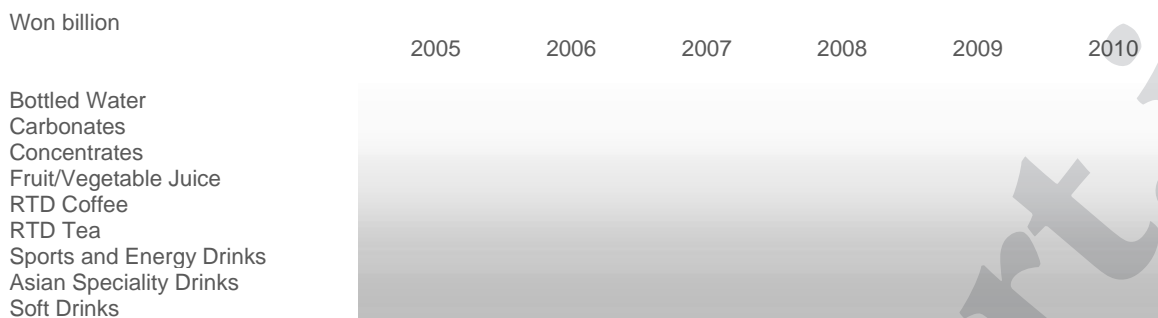 Won billion
2005 2006 2007 2008 2009 2010
Bottled Water
Carbonates
Concentrates
Fruit/Vegetable Juice
RTD Coffee
RTD Tea
Sports and Energy Drinks
Asian Speciality Drinks
Soft Drinks